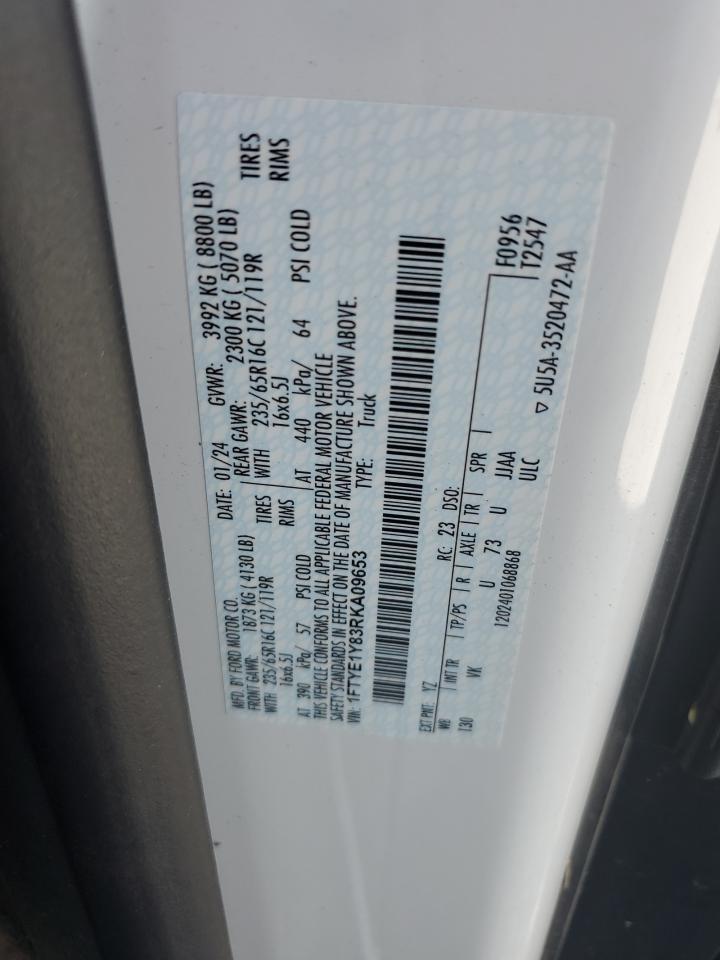 MFD. BY FORD MOTOR CO.
DATE: 01/24 GVWR: 3992 KG ( 8800 LB)
FRONT GAWR: 1873 KG ( 4130 LB) REAR GAWR: 2300 KG ( 5070 LB)
WITH 235/65R16C 121/119R TIRES WITH 235/65R16C 121/119R TIRES
16x6.5J RIMS 16x6.5J RIMS
AT 390 kPa/ 57 PSI COLD AT 440 kPa/ 64 PSI COLD
THIS VEHICLE CONFORMS TO ALL APPLICABLE FEDERAL MOTOR VEHICLE
SAFETY STANDARDS IN EFFECT ON THE DATE OF MANUFACTURE SHOWN ABOVE.
VIN: 1FTYE1Y83RKA09653 TYPE: Truck
EXT PNT: YZ RC: 23 DSO: F0956
WB INT TR TP/PS R AXLE TR SPR T2547
130 VK U 73 U JJAA
1202401068868 ULC
▽ 5U5A-3520472-AA